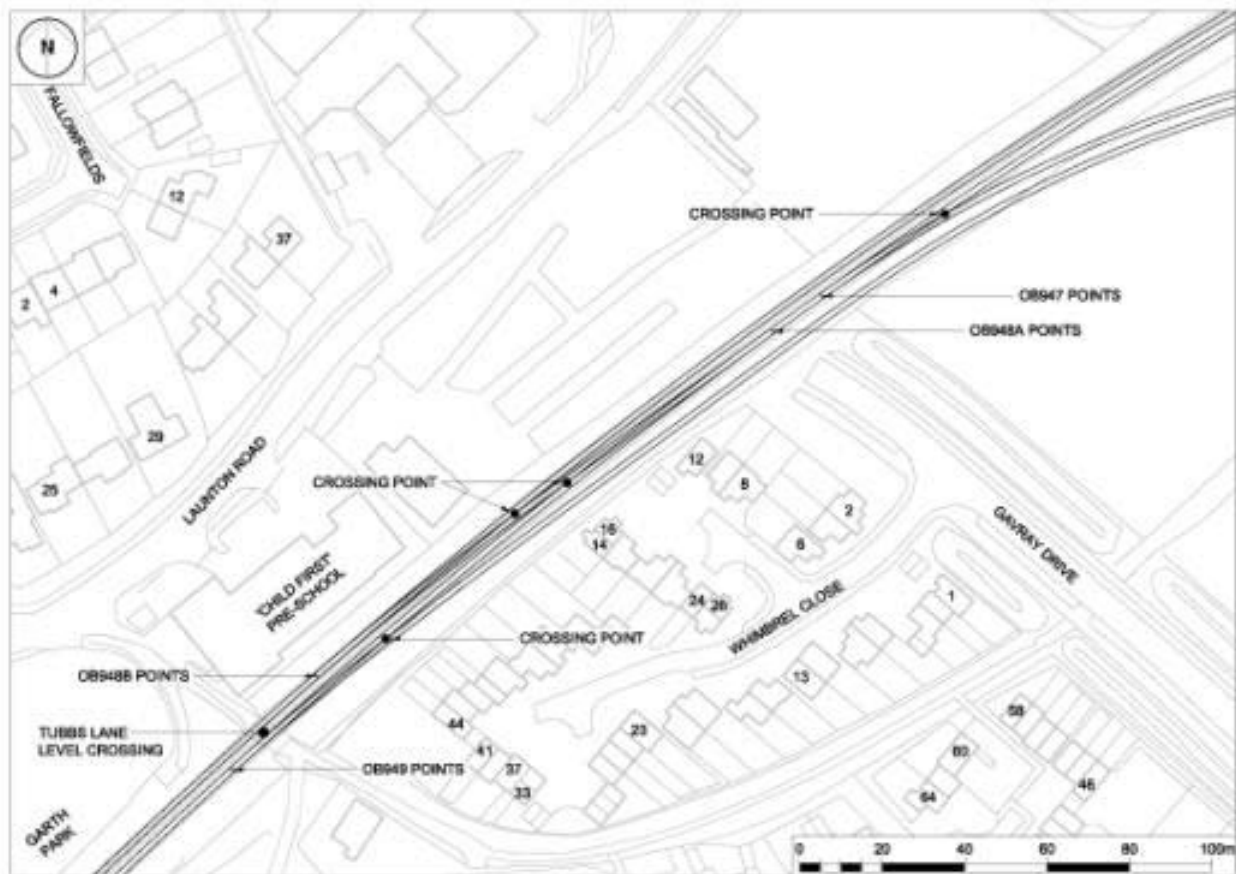 N
FALLOWFIELDS
12
37
2
4
29
25
LAUNTON ROAD
CROSSING POINT
OB947 POINTS
OB948A POINTS
CROSSING POINT
12
8
2
6
16
14
24
26
GAVRAY DRIVE
WHIMBREL CLOSE
1
'CHILD FIRST'
PRE-SCHOOL
CROSSING POINT
OB948B POINTS
TUBBS LANE
LEVEL CROSSING
OB949 POINTS
13
23
44
41
37
33
58
60
64
46
GARTH
PARK
0 20 40 60 80 100m